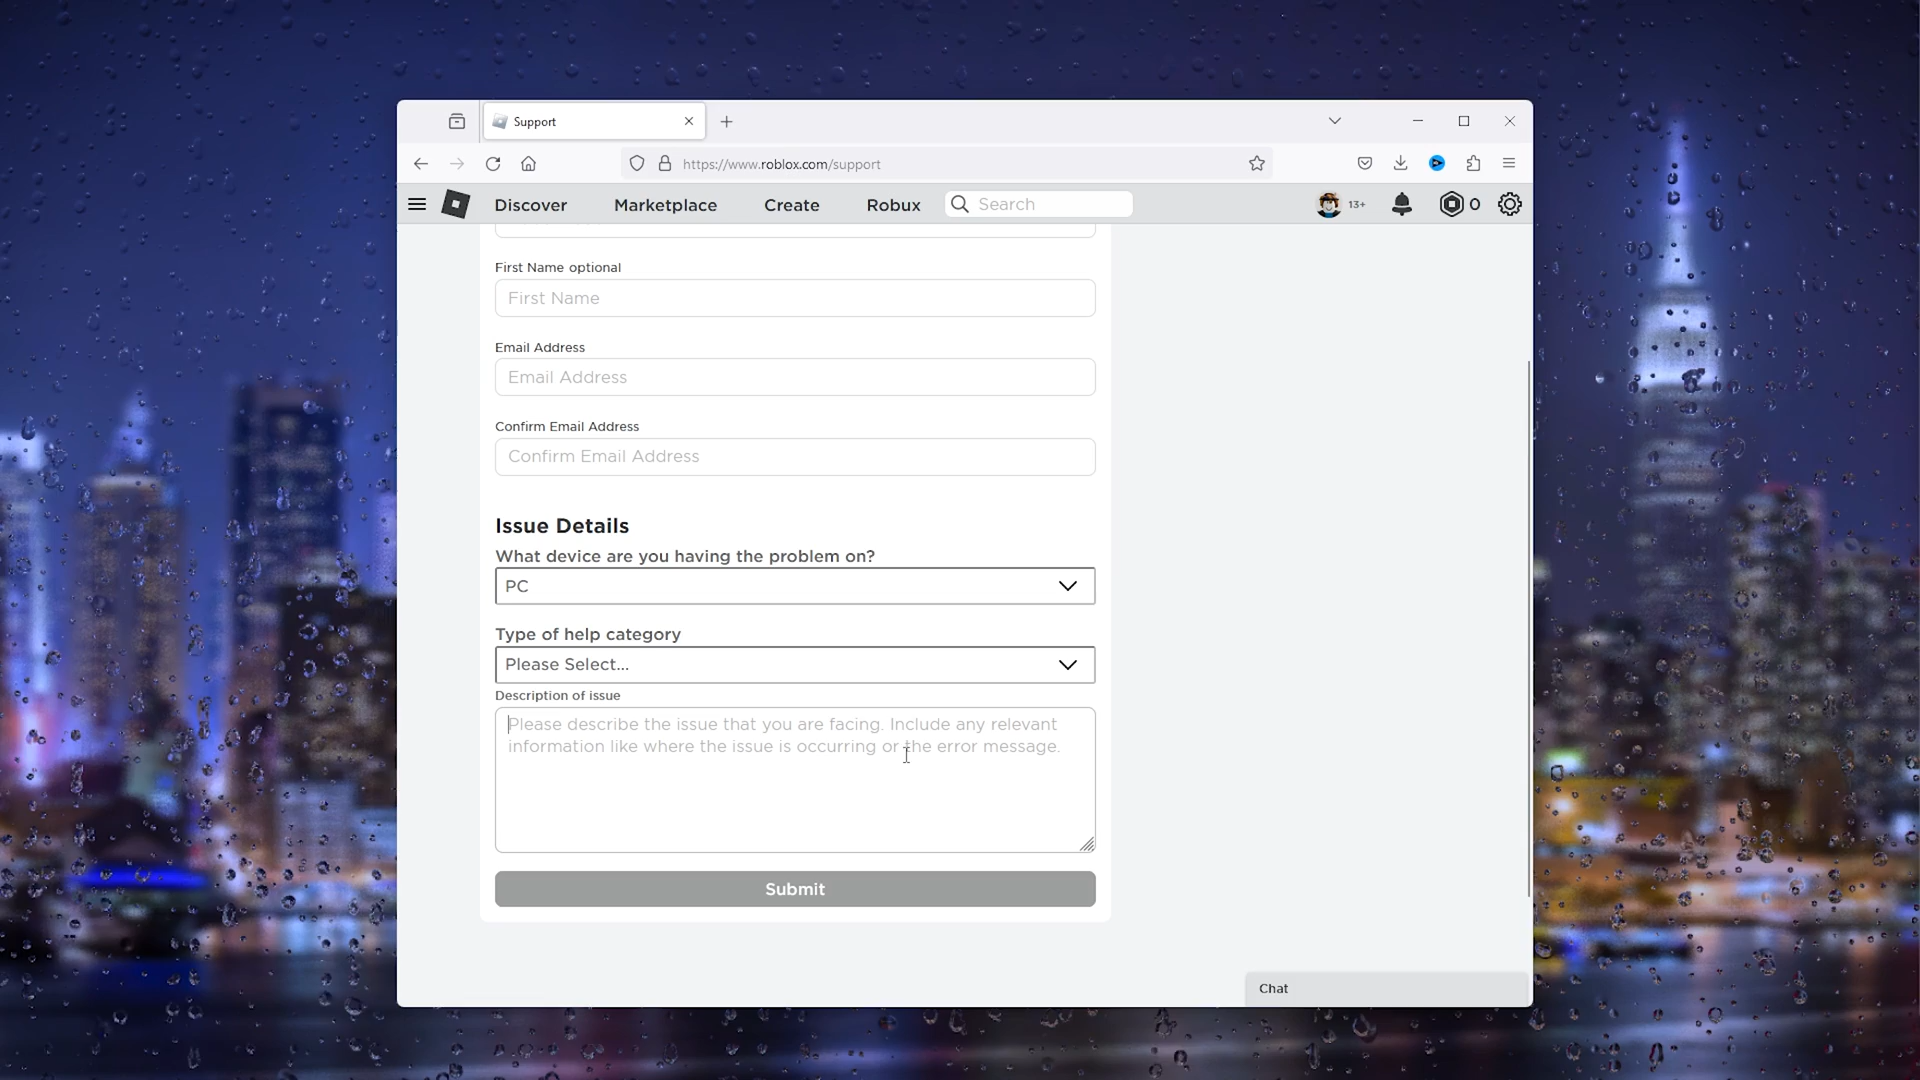 Support
https://www.roblox.com/support
Discover
Marketplace
Create
Robux
Search
13+
0
First Name optional
First Name
Email Address
Email Address
Confirm Email Address
Confirm Email Address
Issue Details
What device are you having the problem on?
PC
Type of help category
Please Select...
Description of issue
Please describe the issue that you are facing. Include any relevant
information like where the issue is occurring or the error message.
Submit
Chat